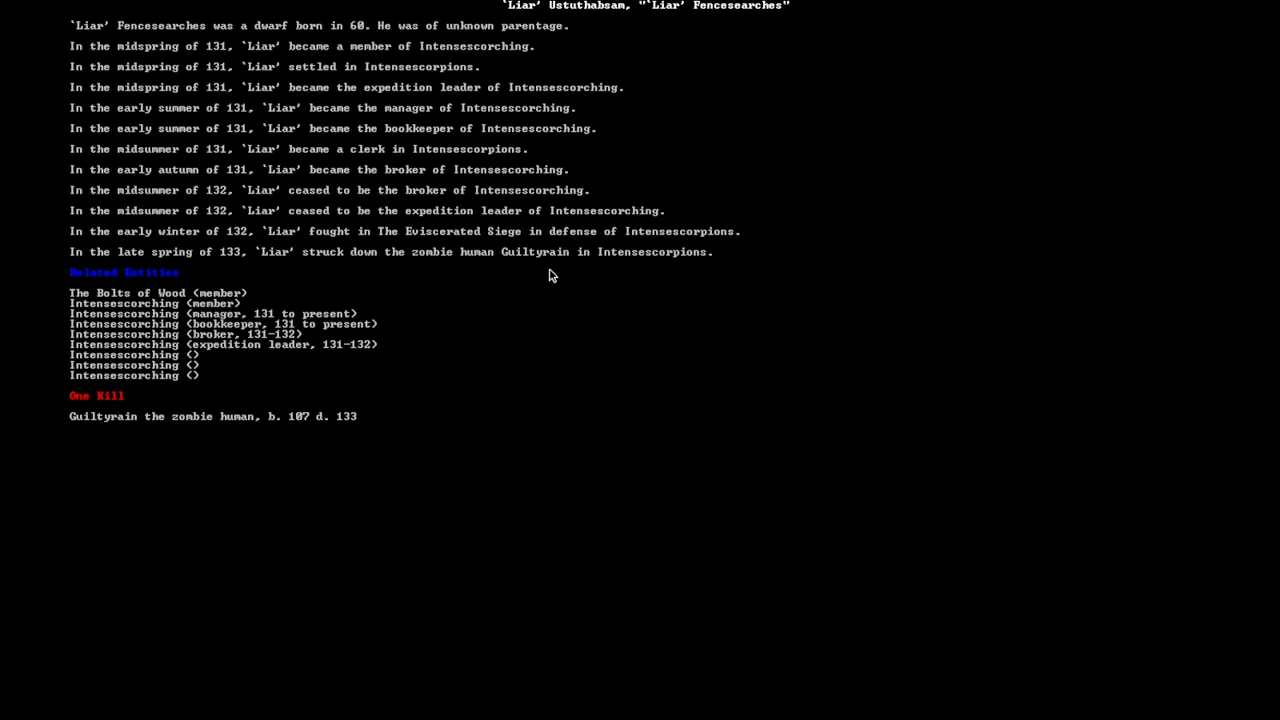 `Liar' Ustuthabsam, "`Liar' Fencesearches"
`Liar' Fencesearches was a dwarf born in 60. He was of unknown parentage.
In the midspring of 131, `Liar' became a member of Intensescorching.
In the midspring of 131, `Liar' settled in Intensescorpions.
In the midspring of 131, `Liar' became the expedition leader of Intensescorching.
In the early summer of 131, `Liar' became the manager of Intensescorching.
In the early summer of 131, `Liar' became the bookkeeper of Intensescorching.
In the midsummer of 131, `Liar' became a clerk in Intensescorpions.
In the early autumn of 131, `Liar' became the broker of Intensescorching.
In the midsummer of 132, `Liar' ceased to be the broker of Intensescorching.
In the midsummer of 132, `Liar' ceased to be the expedition leader of Intensescorching.
In the early winter of 132, `Liar' fought in The Eviscerated Siege in defense of Intensescorpions.
In the late spring of 133, `Liar' struck down the zombie human Guiltyrain in Intensescorpions.
Related Entities
The Bolts of Wood (member)
Intensescorching (member)
Intensescorching (manager, 131 to present)
Intensescorching (bookkeeper, 131 to present)
Intensescorching (broker, 131-132)
Intensescorching (expedition leader, 131-132)
Intensescorching ()
Intensescorching ()
Intensescorching ()
One Kill
Guiltyrain the zombie human, b. 107 d. 133